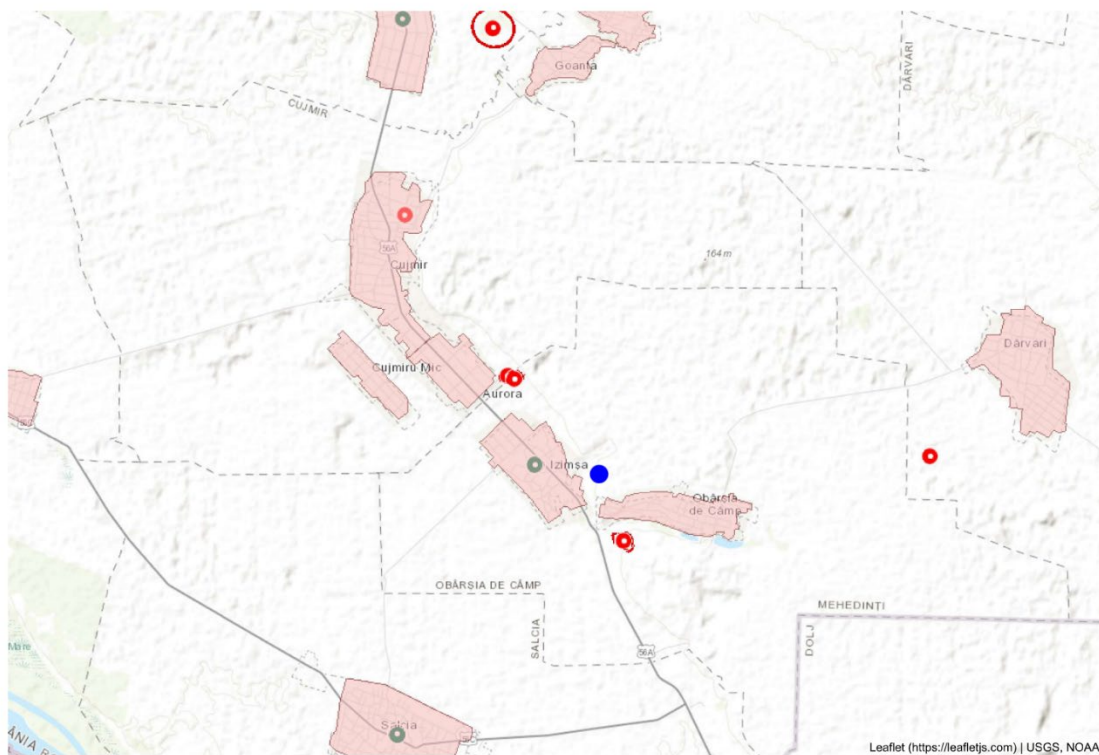 Goanța
DÂRVARI
CUJMIR
56A
Cujmir
164 m
Dârvari
Cujmiru Mic
Aurora
Izimșa
Obârșia
de Câmp
OBÂRȘIA DE CÂMP
MEHEDINȚI
SALCIA
DOLJ
Mare
56A
Salcia
Leaflet (https://leafletjs.com) | USGS, NOAA